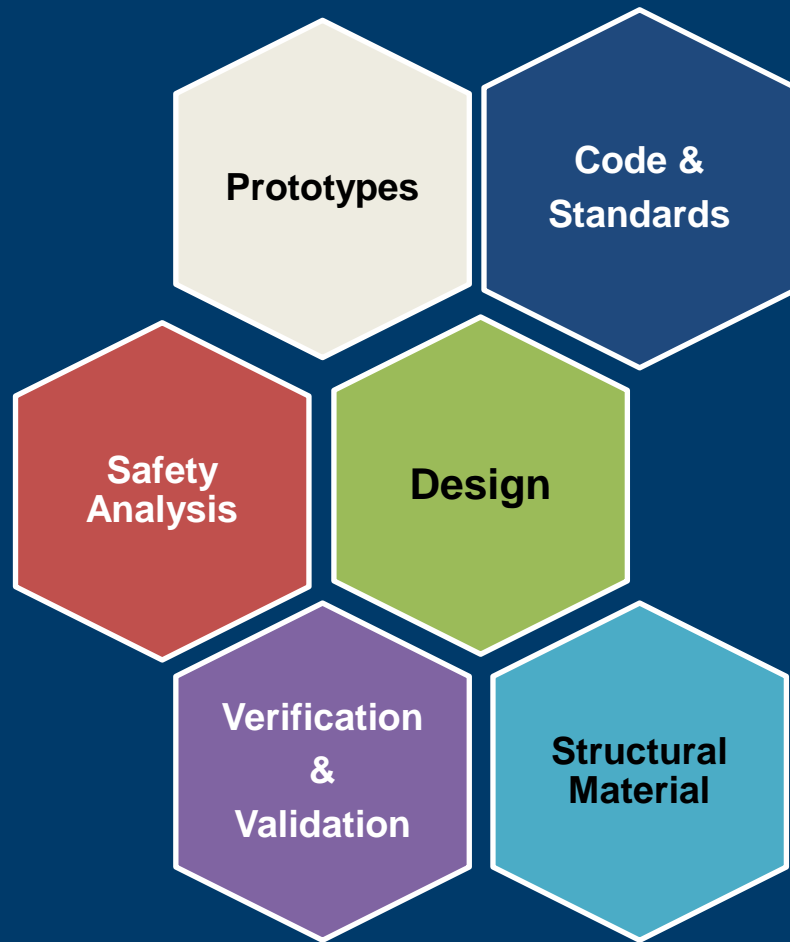 Prototypes
Code &
Standards
Safety
Analysis
Design
Verification
&
Validation
Structural
Material